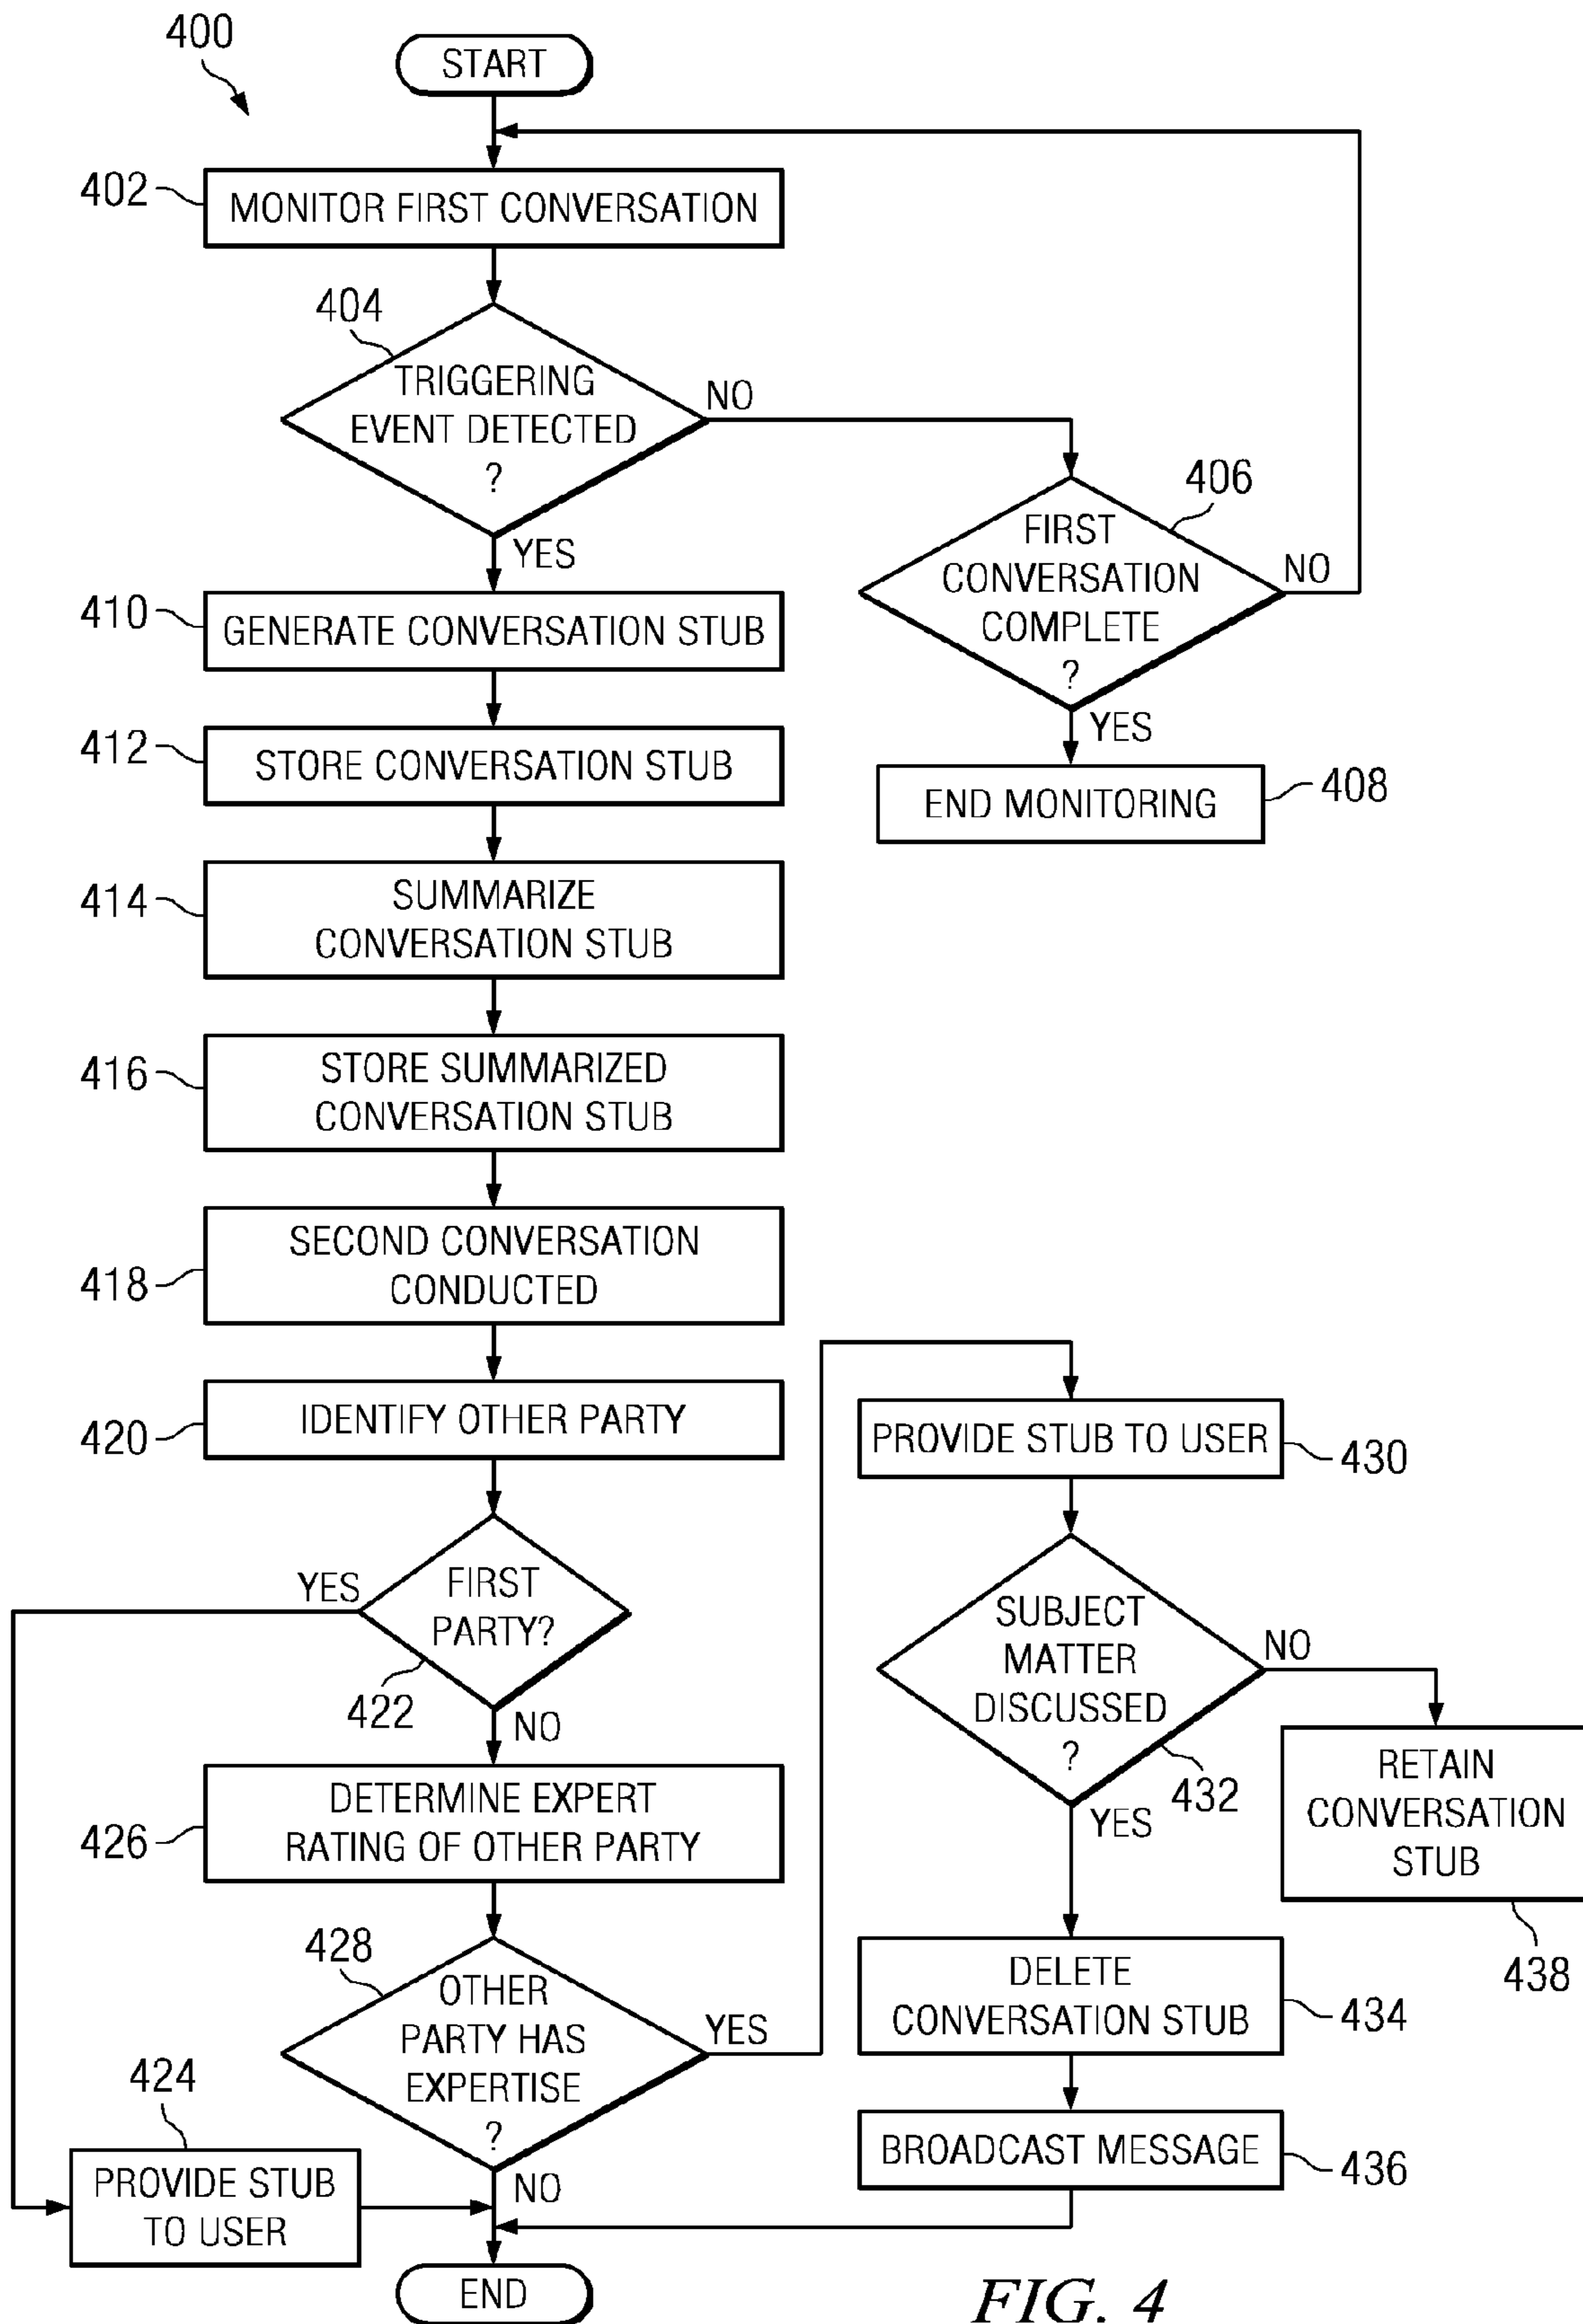 400
START
402
MONITOR FIRST CONVERSATION
404
TRIGGERING
EVENT DETECTED
?
NO
YES
406
FIRST
CONVERSATION
COMPLETE
?
NO
YES
408
END MONITORING
410
GENERATE CONVERSATION STUB
412
STORE CONVERSATION STUB
414
SUMMARIZE
CONVERSATION STUB
416
STORE SUMMARIZED
CONVERSATION STUB
418
SECOND CONVERSATION
CONDUCTED
420
IDENTIFY OTHER PARTY
YES
FIRST
PARTY?
422
NO
426
DETERMINE EXPERT
RATING OF OTHER PARTY
428
OTHER
PARTY HAS
EXPERTISE
?
YES
NO
424
PROVIDE STUB
TO USER
PROVIDE STUB TO USER
430
SUBJECT
MATTER
DISCUSSED
?
NO
432
YES
RETAIN
CONVERSATION
STUB
438
DELETE
CONVERSATION STUB
434
BROADCAST MESSAGE
436
END
FIG. 4